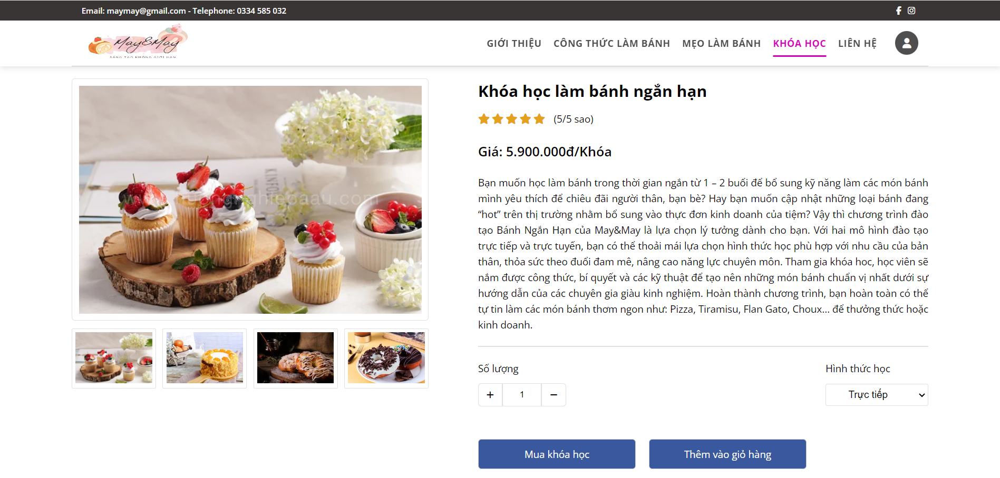 Email: maymay@gmail.com - Telephone: 0334 585 032
May&May
SÁNG TẠO KHÔNG GIỚI HẠN
GIỚI THIỆU CÔNG THỨC LÀM BÁNH MẸO LÀM BÁNH KHÓA HỌC LIÊN HỆ
KINFOLK
Khóa học làm bánh ngắn hạn
(5/5 sao)
Giá: 5.900.000đ/Khóa
Bạn muốn học làm bánh trong thời gian ngắn từ 1 – 2 buổi để bổ sung kỹ năng làm các món bánh
mình yêu thích để chiêu đãi người thân, bạn bè? Hay bạn muốn cập nhật những loại bánh đang
“hot” trên thị trường nhằm bổ sung vào thực đơn kinh doanh của tiệm? Vậy thì chương trình đào
tạo Bánh Ngắn Hạn của May&May là lựa chọn lý tưởng dành cho bạn. Với hai mô hình đào tạo
trực tiếp và trực tuyến, bạn có thể thoải mái lựa chọn hình thức học phù hợp với nhu cầu của bản
thân, thỏa sức theo đuổi đam mê, nâng cao năng lực chuyên môn. Tham gia khóa hoc, học viên sẽ
nắm được công thức, bí quyết và các kỹ thuật để tạo nên những món bánh chuẩn vị nhất dưới sự
hướng dẫn của các chuyên gia giàu kinh nghiệm. Hoàn thành chương trình, bạn hoàn toàn có thể
tự tin làm các món bánh thơm ngon như: Pizza, Tiramisu, Flan Gato, Choux... để thưởng thức hoặc
kinh doanh.
Số lượng
Hình thức học
+ 1 −
Trực tiếp
Mua khóa học
Thêm vào giỏ hàng